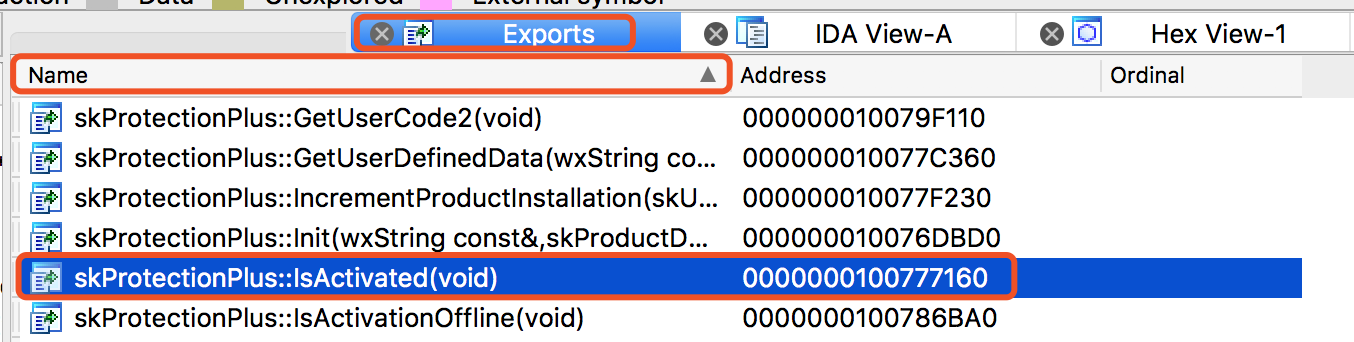 Data Unexplored External symbol
Exports IDA View-A Hex View-1
Name Address Ordinal
skProtectionPlus::GetUserCode2(void) 000000010079F110
skProtectionPlus::GetUserDefinedData(wxString co... 000000010077C360
skProtectionPlus::IncrementProductInstallation(skU... 000000010077F230
skProtectionPlus::Init(wxString const&,skProductD... 000000010076DBD0
skProtectionPlus::IsActivated(void) 0000000100777160
skProtectionPlus::IsActivationOffline(void) 0000000100786BA0